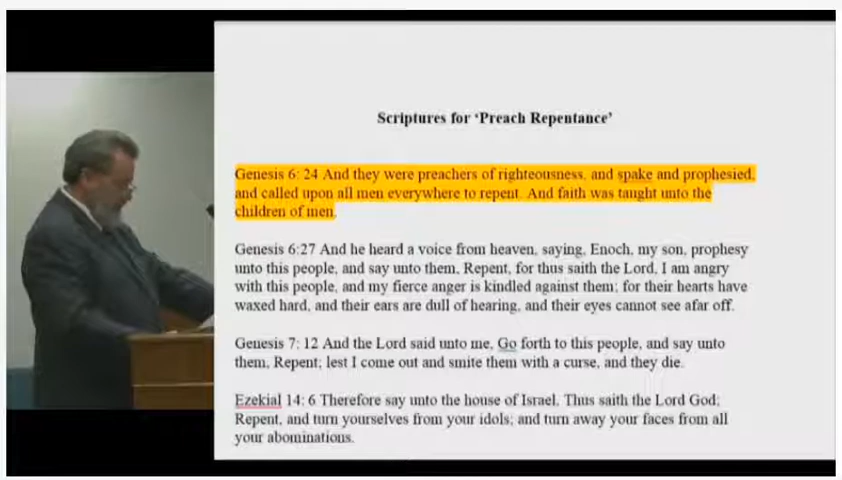 Scriptures for 'Preach Repentance'
Genesis 6: 24 And they were preachers of righteousness, and spake and prophesied,
and called upon all men everywhere to repent. And faith was taught unto the
children of men.
Genesis 6:27 And he heard a voice from heaven, saying, Enoch, my son, prophesy
unto this people, and say unto them, Repent, for thus saith the Lord, I am angry
with this people, and my fierce anger is kindled against them; for their hearts have
waxed hard, and their ears are dull of hearing, and their eyes cannot see afar off.
Genesis 7: 12 And the Lord said unto me, Go forth to this people, and say unto
them, Repent; lest I come out and smite them with a curse, and they die.
Ezekial 14: 6 Therefore say unto the house of Israel, Thus saith the Lord God;
Repent, and turn yourselves from your idols; and turn away your faces from all
your abominations.